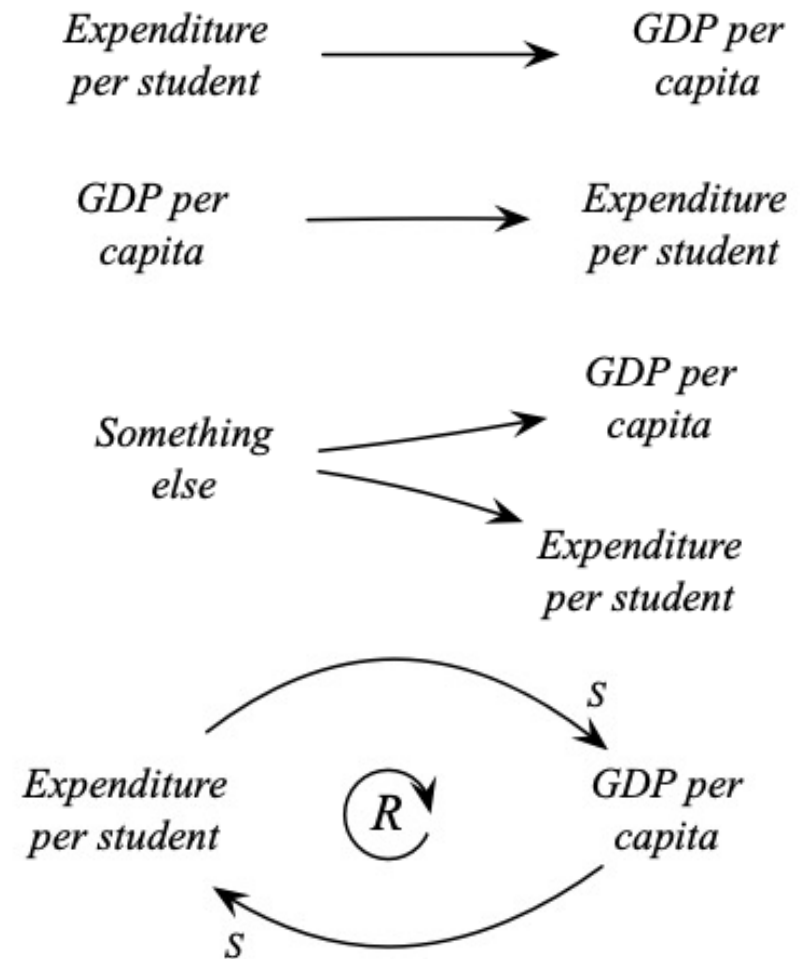 Expenditure
per student
GDP per
capita
GDP per
capita
Expenditure
per student
Something
else
GDP per
capita
Expenditure
per student
Expenditure
per student
S
R
GDP per
capita
S